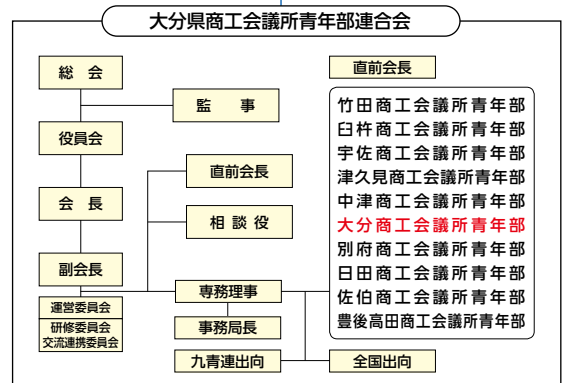 大分県商工会議所青年部連合会
総会
監事
役員会
直前会長
会長
相談役
副会長
専務理事
運営委員会
研修委員会
交流連携委員会
事務局長
九青連出向
全国出向
直前会長
竹田商工会議所青年部
臼杵商工会議所青年部
宇佐商工会議所青年部
津久見商工会議所青年部
中津商工会議所青年部
大分商工会議所青年部
別府商工会議所青年部
日田商工会議所青年部
佐伯商工会議所青年部
豊後高田商工会議所青年部